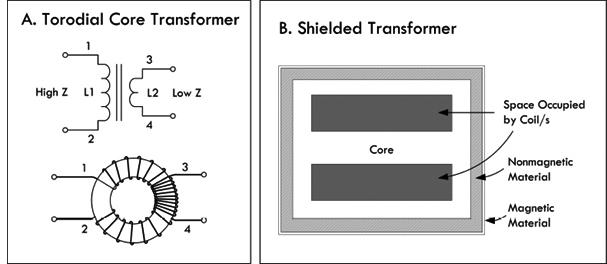 A. Torodial Core Transformer
1
3
High Z
L1
L2
Low Z
2
4
1
3
2
4
B. Shielded Transformer
Space Occupied
by Coil/s
Core
Nonmagnetic
Material
Magnetic
Material